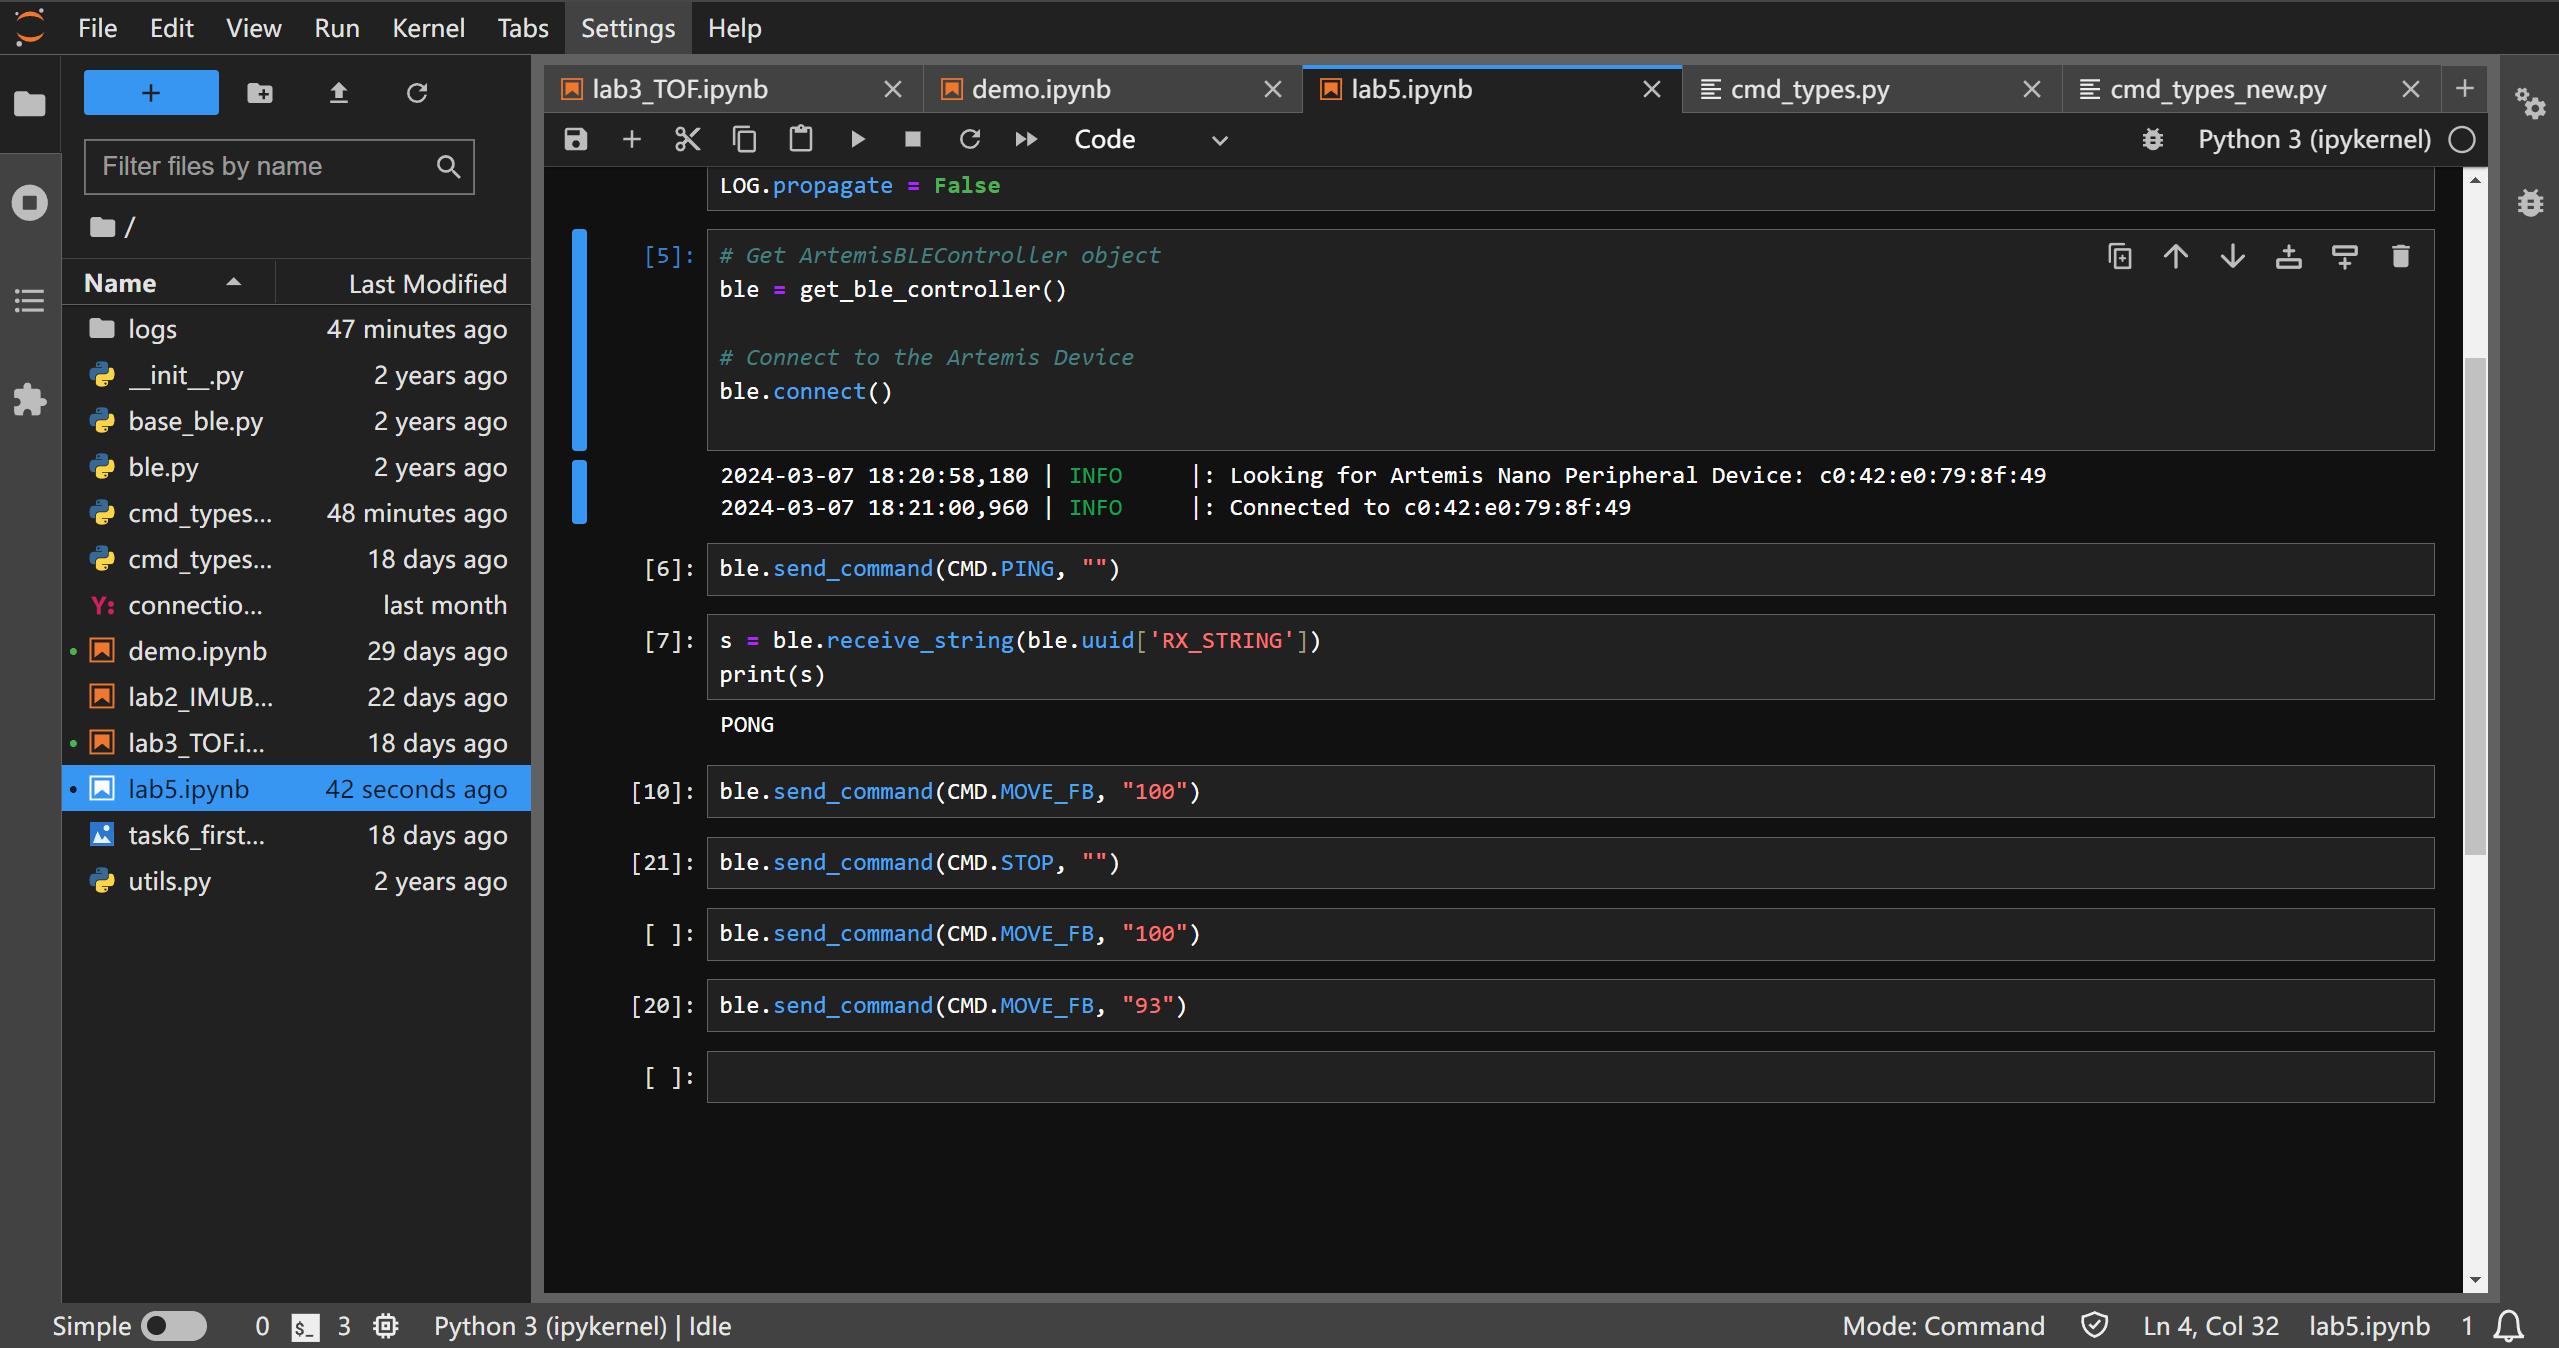 File Edit View Run Kernel Tabs Settings Help
+
Filter files by name
/
Name Last Modified
logs 47 minutes ago
__init__.py 2 years ago
base_ble.py 2 years ago
ble.py 2 years ago
cmd_types... 48 minutes ago
cmd_types... 18 days ago
Y: connectio... last month
demo.ipynb 29 days ago
lab2_IMUB... 22 days ago
lab3_TOF.i... 18 days ago
lab5.ipynb 42 seconds ago
task6_first... 18 days ago
utils.py 2 years ago
lab3_TOF.ipynb demo.ipynb lab5.ipynb cmd_types.py cmd_types_new.py
Code Python 3 (ipykernel)
LOG.propagate = False
[5]: # Get ArtemisBLEController object
ble = get_ble_controller()
# Connect to the Artemis Device
ble.connect()
2024-03-07 18:20:58,180 | INFO |: Looking for Artemis Nano Peripheral Device: c0:42:e0:79:8f:49
2024-03-07 18:21:00,960 | INFO |: Connected to c0:42:e0:79:8f:49
[6]: ble.send_command(CMD.PING, "")
[7]: s = ble.receive_string(ble.uuid['RX_STRING'])
print(s)
PONG
[10]: ble.send_command(CMD.MOVE_FB, "100")
[21]: ble.send_command(CMD.STOP, "")
[ ]: ble.send_command(CMD.MOVE_FB, "100")
[20]: ble.send_command(CMD.MOVE_FB, "93")
[ ]:
Simple 0 $_ 3 Python 3 (ipykernel) | Idle Mode: Command Ln 4, Col 32 lab5.ipynb 1